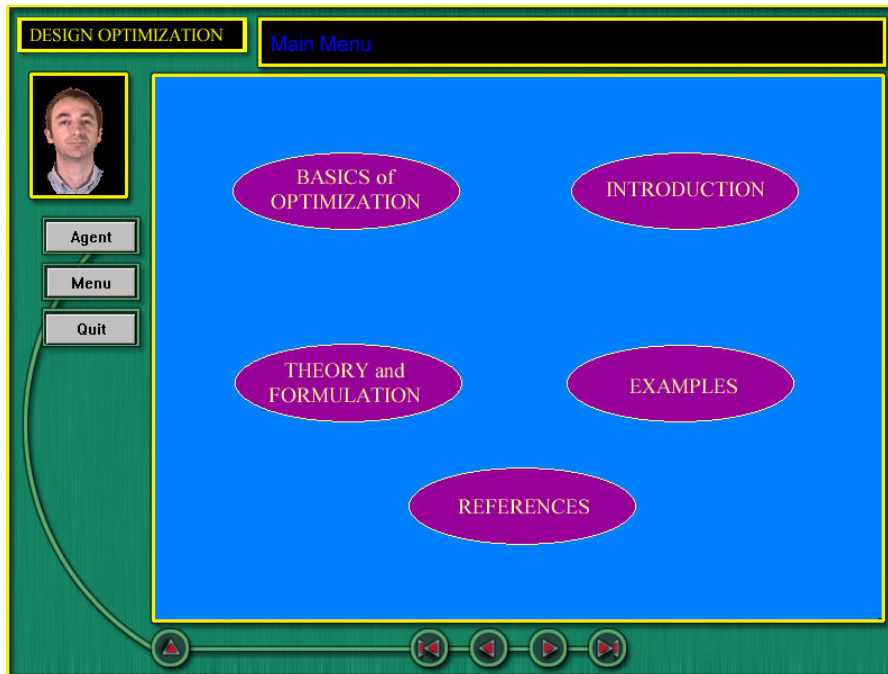 DESIGN OPTIMIZATION
Main Menu
Agent
Menu
Quit
BASICS of
OPTIMIZATION
INTRODUCTION
THEORY and
FORMULATION
EXAMPLES
REFERENCES